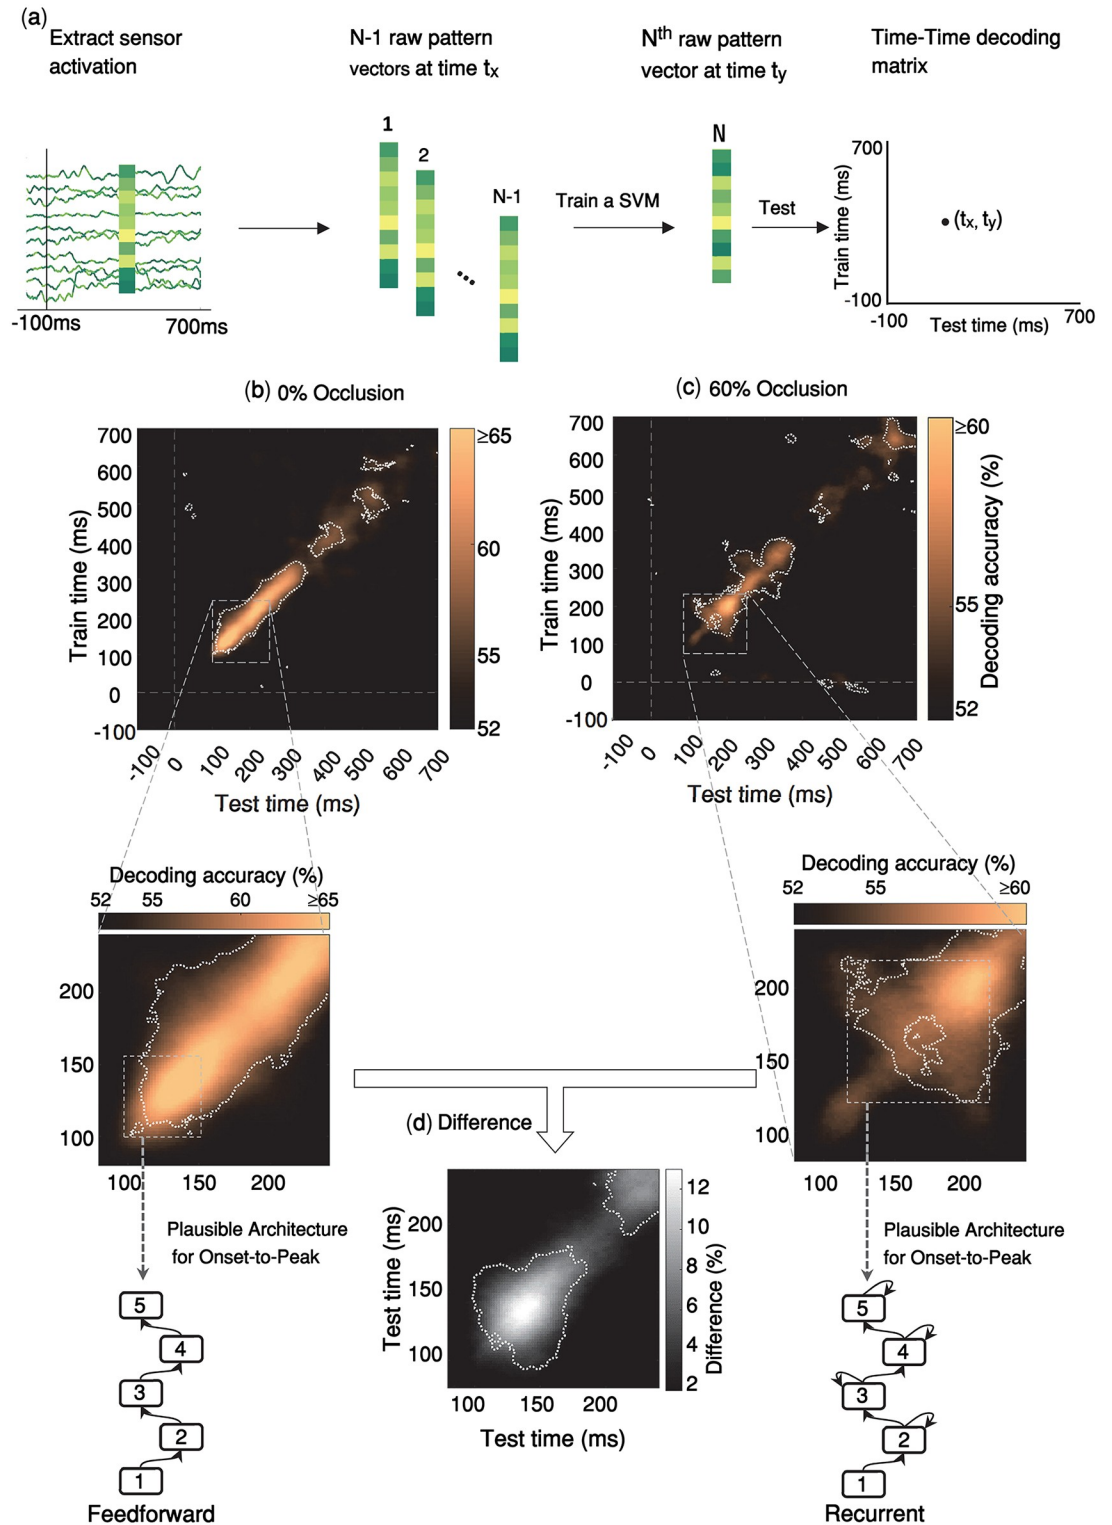 (a)
Extract sensor
activation
N-1 raw pattern
vectors at time tx
Nth raw pattern
vector at time ty
Time-Time decoding
matrix
1
2
N-1
N
Train a SVM
Test
-100ms
700ms
700
Train time (ms)
(tx, ty)
-100
-100
Test time (ms)
700
(b) 0% Occlusion
700
600
500
400
300
200
100
0
-100
Train time (ms)
-100 0 100 200 300 400 500 600 700
Test time (ms)
≥65
60
55
52
(c) 60% Occlusion
700
600
500
400
300
200
100
0
-100
Train time (ms)
-100 0 100 200 300 400 500 600 700
Test time (ms)
≥60
55
52
Decoding accuracy (%)
Decoding accuracy (%)
52 55 60 ≥65
200
150
100
100 150 200
Decoding accuracy (%)
52 55 ≥60
200
150
100
100 150 200
(d) Difference
200
150
100
Test time (ms)
100 150 200
Test time (ms)
12
10
8
6
4
2
Difference (%)
Plausible Architecture
for Onset-to-Peak
5
4
3
2
1
Feedforward
Plausible Architecture
for Onset-to-Peak
5
4
3
2
1
Recurrent